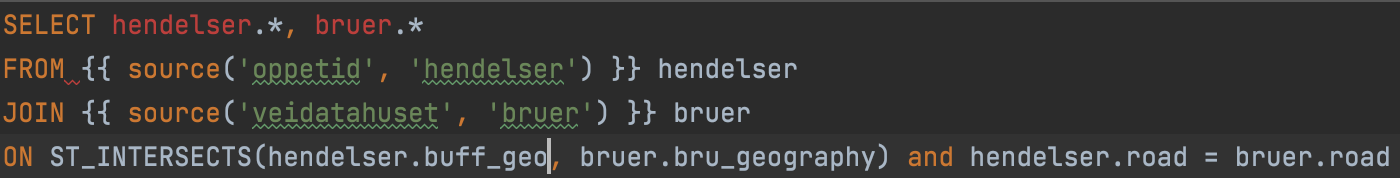 SELECT hendelser.*, bruer.*
FROM {{ source('oppetid', 'hendelser') }} hendelser
JOIN {{ source('veidatahuset', 'bruer') }} bruer
ON ST_INTERSECTS(hendelser.buff_geo, bruer.bru_geography) and hendelser.road = bruer.road